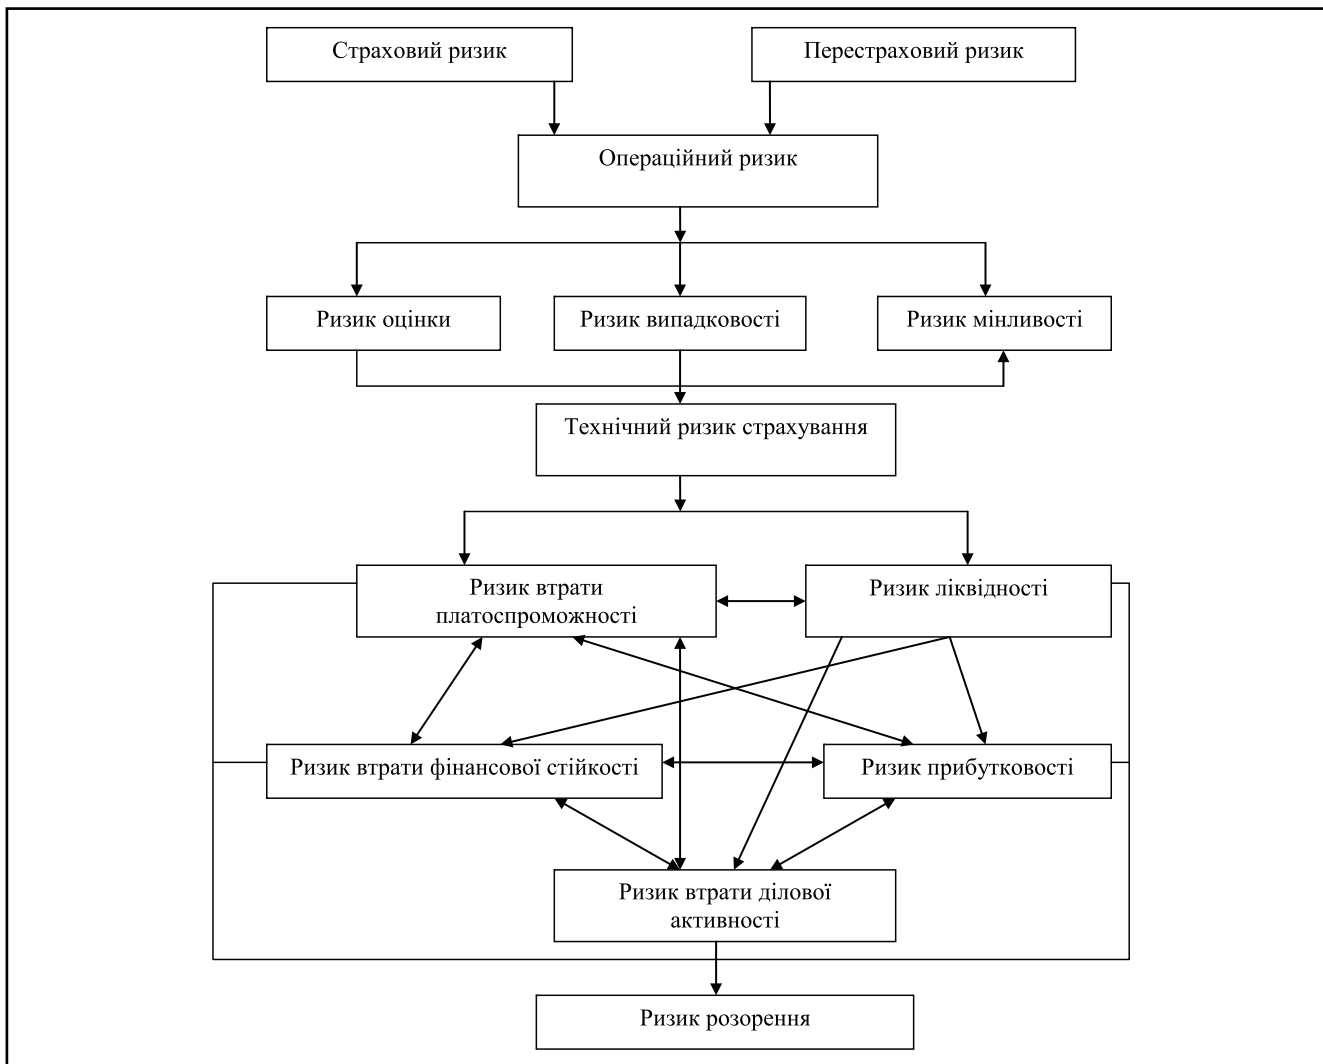 Страховий ризик
Перестраховий ризик
Операційний ризик
Ризик оцінки
Ризик випадковості
Ризик мінливості
Технічний ризик страхування
Ризик втрати
платоспроможності
Ризик ліквідності
Ризик втрати фінансової стійкості
Ризик прибутковості
Ризик втрати ділової
активності
Ризик розорення